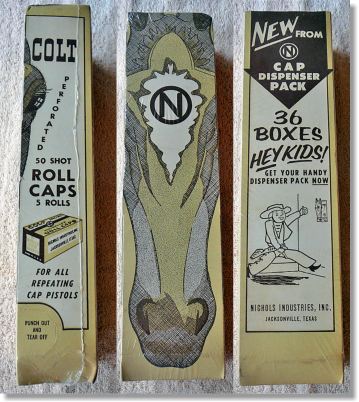 COLT
PERFORATED
50 SHOT
ROLL
CAPS
5 ROLLS
FOR ALL
REPEATING
CAP PISTOLS
PUNCH OUT
AND
TEAR OFF
N
NEW FROM
N
CAP
DISPENSER
PACK
36
BOXES
HEY KIDS!
GET YOUR HANDY
DISPENSER PACK NOW
NICHOLS INDUSTRIES, INC.
JACKSONVILLE, TEXAS